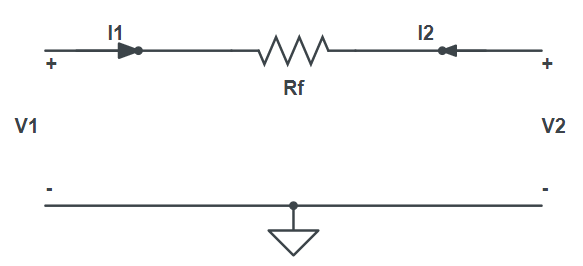 I1 I2
+ +
Rf
V1 V2
- -